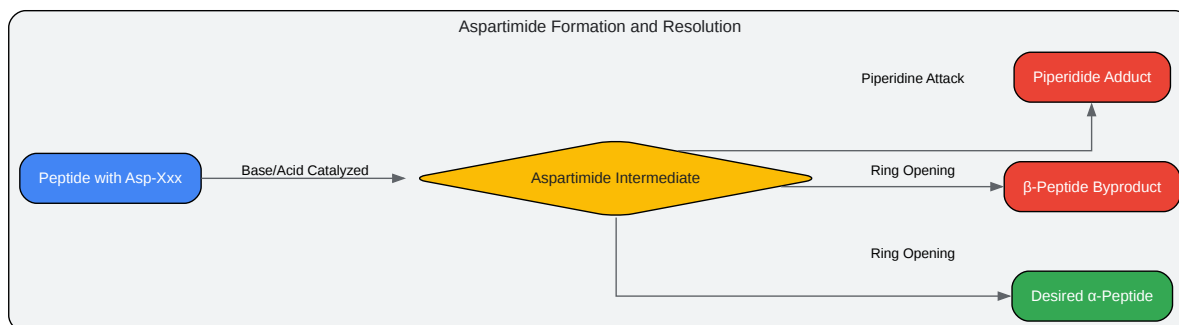 Aspartimide Formation and Resolution
Piperidine Attack
Piperidide Adduct
Peptide with Asp-Xxx
Base/Acid Catalyzed
Aspartimide Intermediate
Ring Opening
β-Peptide Byproduct
Ring Opening
Desired α-Peptide